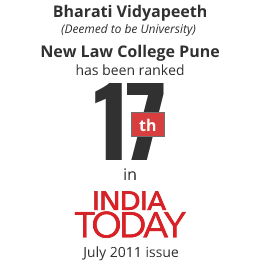 Bharati Vidyapeeth
(Deemed to be University)
New Law College Pune
has been ranked
17th
in
INDIA
TODAY
July 2011 issue